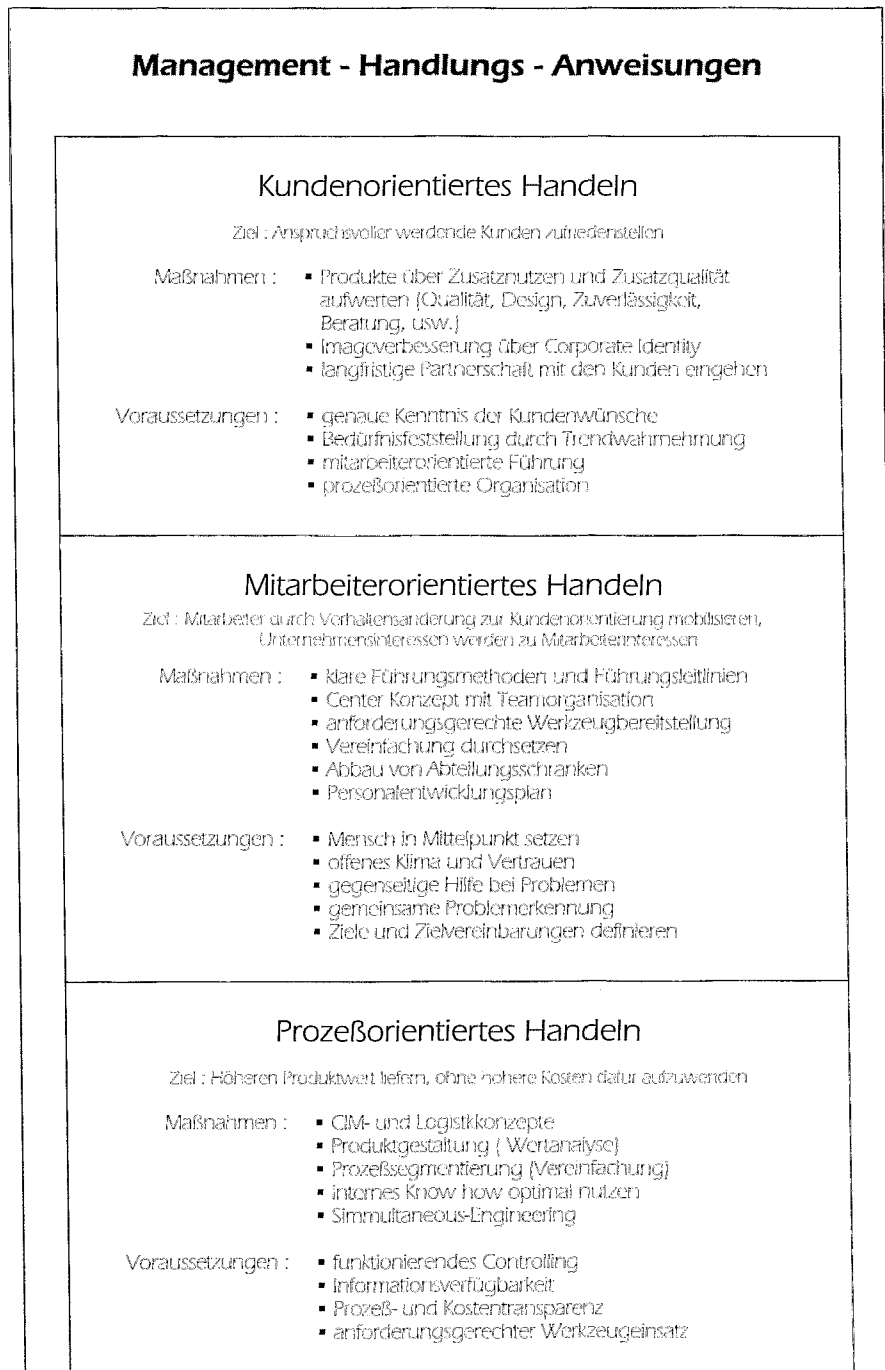 Management - Handlungs - Anweisungen
Kundenorientiertes Handeln
Ziel : Anspruchsvoller werdende Kunden zufriedenstellen
Maßnahmen : ▪ Produkte über Zusatznutzen und Zusatzqualität
aufwerten (Qualität, Design, Zuverlässigkeit,
Beratung, usw.)
▪ Imageverbesserung über Corporate Identity
▪ langfristige Partnerschaft mit den Kunden eingehen
Voraussetzungen : ▪ genaue Kenntnis der Kundenwünsche
▪ Bedürfnisfeststellung durch Trendwahrnehmung
▪ mitarbeiterorientierte Führung
▪ prozeßorientierte Organisation
Mitarbeiterorientiertes Handeln
Ziel : Mitarbeiter durch Verhaltensänderung zur Kundenorientierung mobilisieren,
Unternehmensinteressen werden zu Mitarbeiterinteressen
Maßnahmen : ▪ klare Führungsmethoden und Führungsleitlinien
▪ Center Konzept mit Teamorganisation
▪ anforderungsgerechte Werkzeugbereitstellung
▪ Vereinfachung durchsetzen
▪ Abbau von Abteilungsschranken
▪ Personalentwicklungsplan
Voraussetzungen : ▪ Mensch in Mittelpunkt setzen
▪ offenes Klima und Vertrauen
▪ gegenseitige Hilfe bei Problemen
▪ gemeinsame Problemerkennung
▪ Ziele und Zielvereinbarungen definieren
Prozeßorientiertes Handeln
Ziel : Höheren Produktwert liefern, ohne höhere Kosten dafür aufzuwenden
Maßnahmen : ▪ CIM- und Logistkkonzepte
▪ Produktgestaltung ( Wertanalyse)
▪ Prozeßsegmentierung (Vereinfachung)
▪ internes Know how optimal nutzen
▪ Simmultaneous-Engineering
Voraussetzungen : ▪ funktionierendes Controlling
▪ Informationsverfügbarkeit
▪ Prozeß- und Kostentransparenz
▪ anforderungsgerechter Werkzeugeinsatz